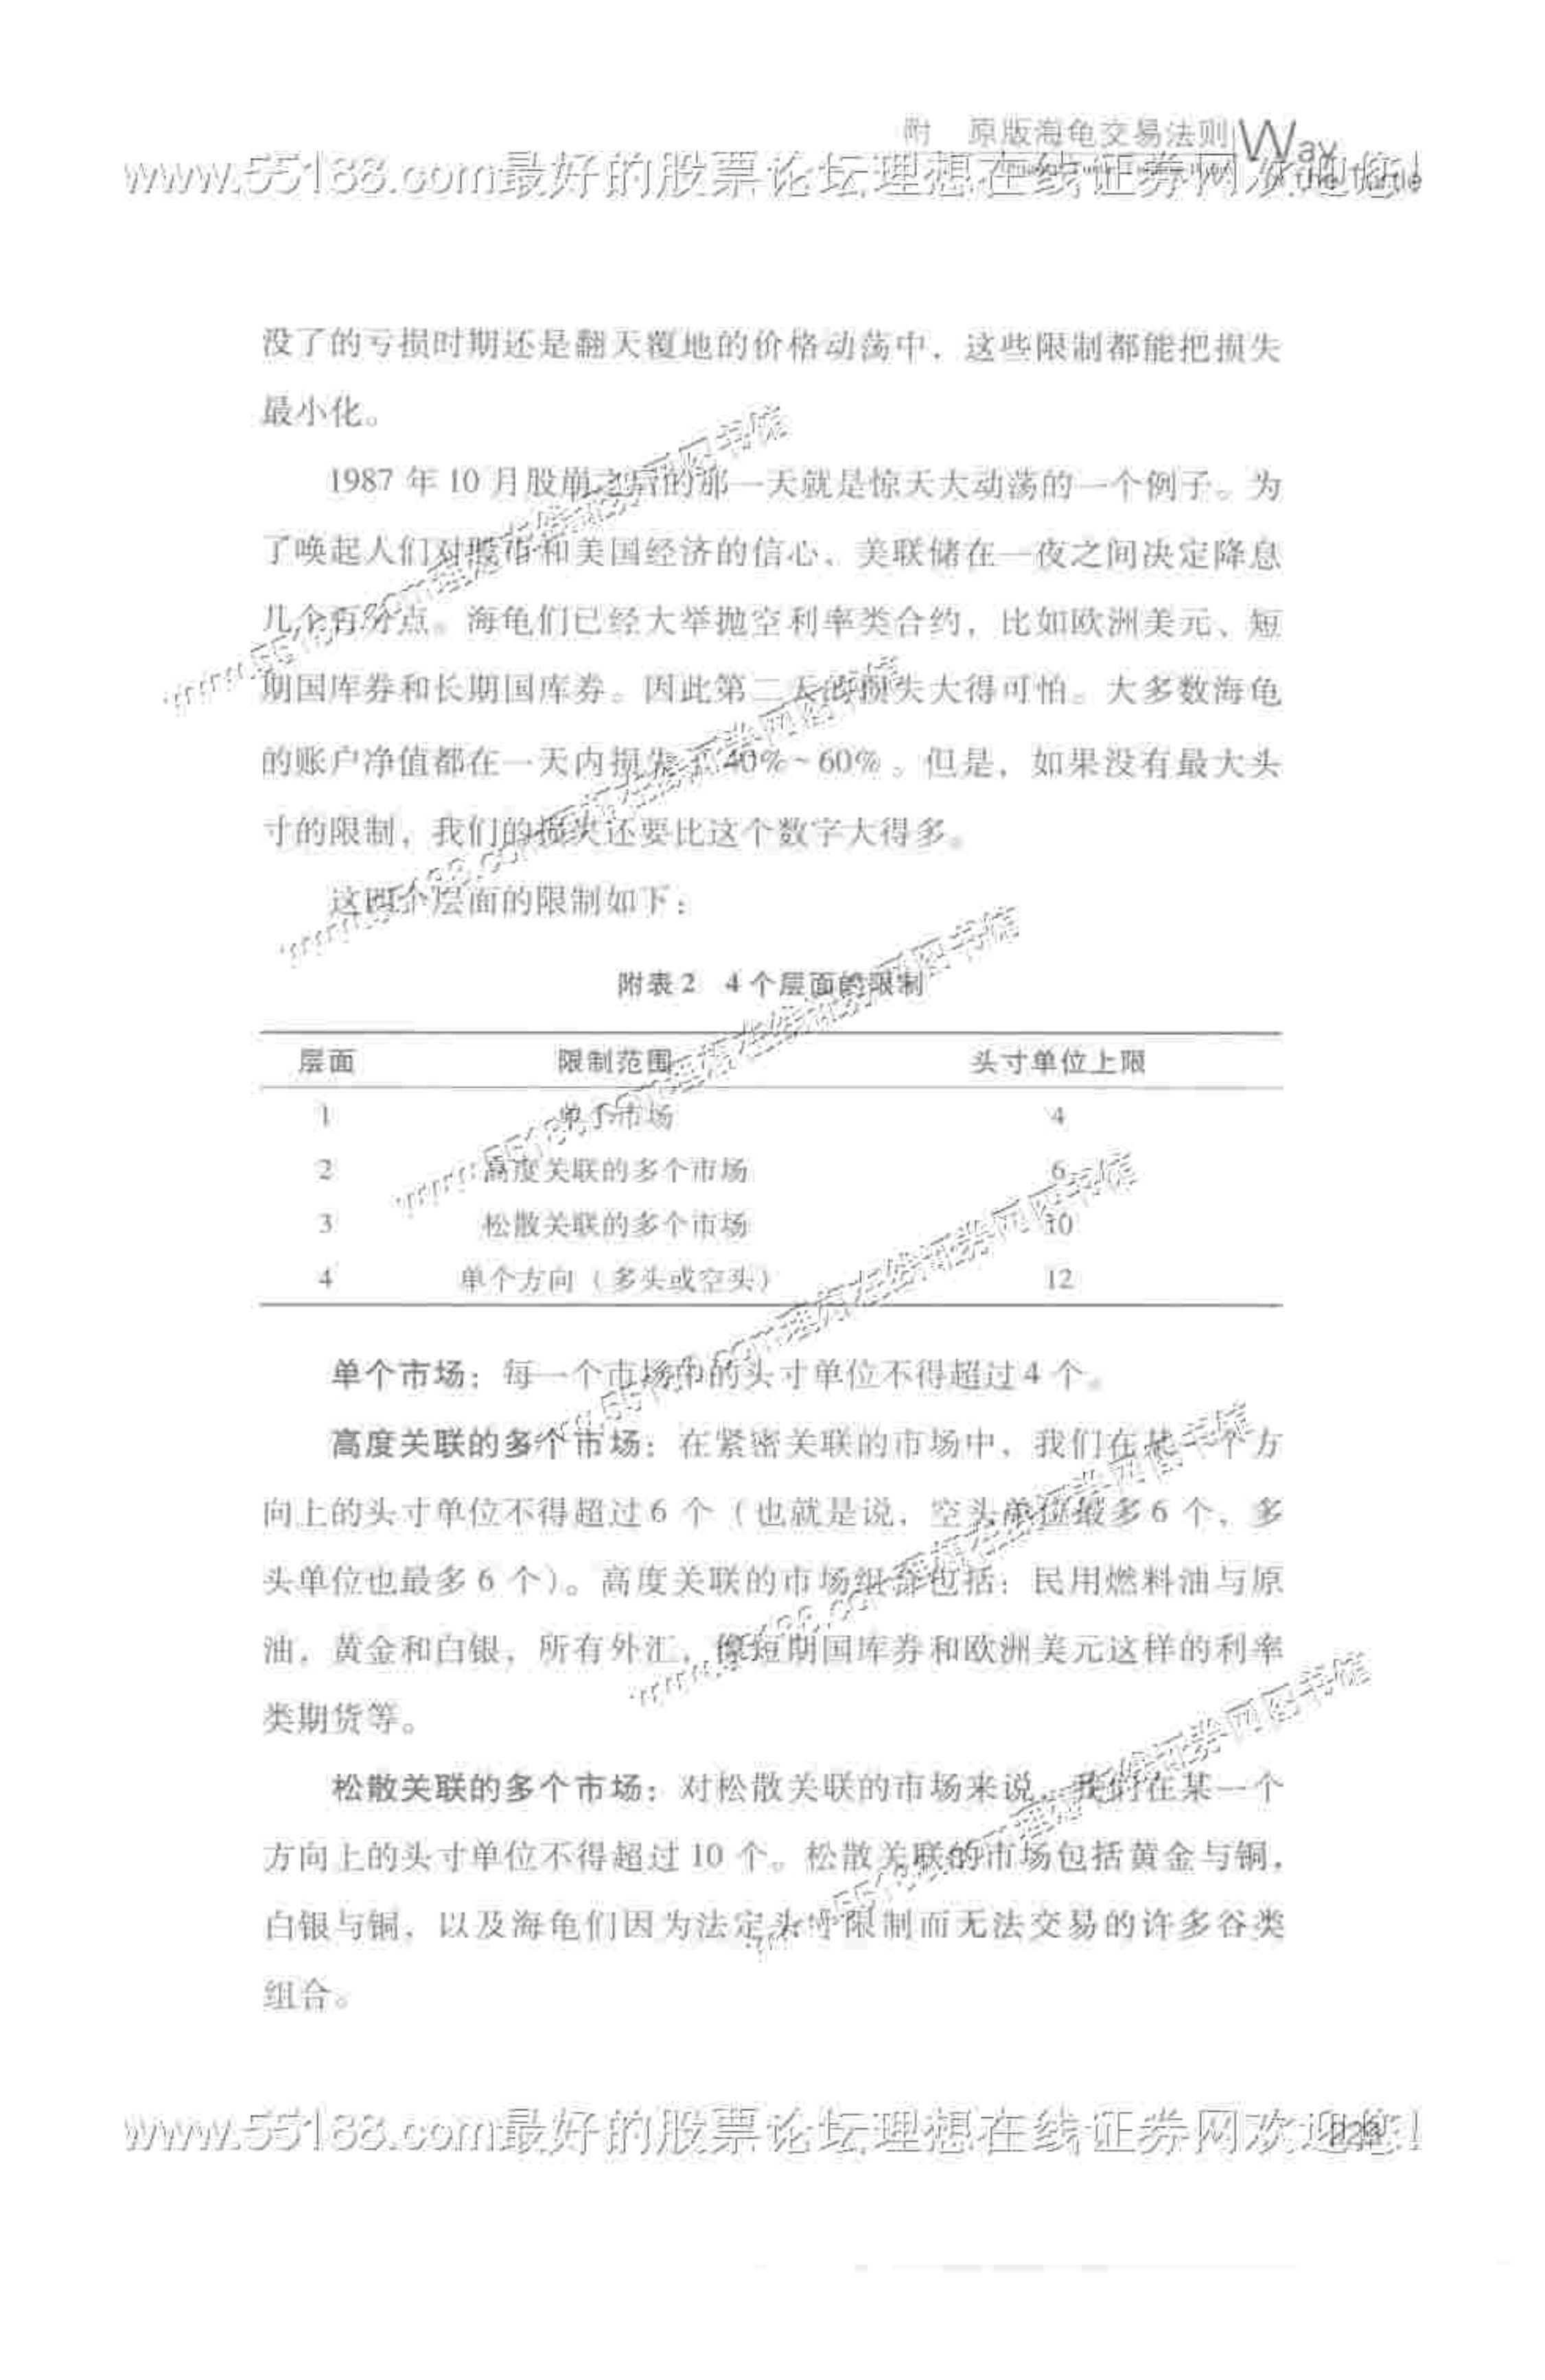 附 原版海龟交易法则 Way
www.55188.com最好的股票论坛理想在线证券网欢迎您!
没了的亏损时期还是翻天覆地的价格动荡中,这些限制都能把损失
最小化。
1987 年 10 月股崩之后的那一天就是惊天大动荡的一个例子。为
了唤起人们对股市和美国经济的信心,美联储在一夜之间决定降息
几个百分点。海龟们已经大举抛空利率类合约,比如欧洲美元、短
期国库券和长期国库券。因此第二天的损失大得可怕。大多数海龟
的账户净值都在一天内损失了 40%~60%。但是,如果没有最大头
寸的限制,我们的损失还要比这个数字大得多。
这四个层面的限制如下:
附表 2 4 个层面的限制
层面 限制范围 头寸单位上限
1 单个市场 4
2 高度关联的多个市场 6
3 松散关联的多个市场 10
4 单个方向(多头或空头) 12
单个市场:每一个市场中的头寸单位不得超过 4 个。
高度关联的多个市场:在紧密关联的市场中,我们在某一个方
向上的头寸单位不得超过 6 个(也就是说,空头单位最多 6 个,多
头单位也最多 6 个)。高度关联的市场组合包括:民用燃料油与原
油,黄金和白银,所有外汇,像短期国库券和欧洲美元这样的利率
类期货等。
松散关联的多个市场:对松散关联的市场来说,我们在某一个
方向上的头寸单位不得超过 10 个。松散关联的市场包括黄金与铜,
白银与铜,以及海龟们因为法定头寸限制而无法交易的许多谷类
组合。
www.55188.com最好的股票论坛理想在线证券网欢迎您!